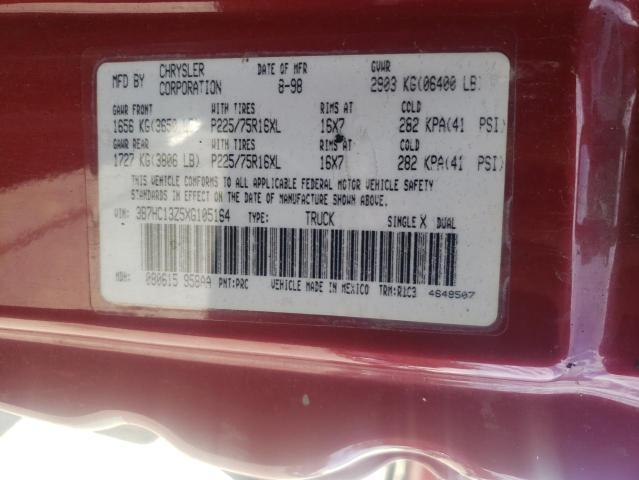 MFD BY CHRYSLER CORPORATION DATE OF MFR 8-98 GVWR 2903 KG(06400 LB)
GAWR FRONT WITH TIRES RIMS AT COLD
1656 KG(3650 LB) P225/75R16XL 16X7 282 KPA(41 PSI)
GAWR REAR WITH TIRES RIMS AT COLD
1727 KG(3806 LB) P225/75R16XL 16X7 282 KPA(41 PSI)
THIS VEHICLE CONFORMS TO ALL APPLICABLE FEDERAL MOTOR VEHICLE SAFETY
STANDARDS IN EFFECT ON THE DATE OF MANUFACTURE SHOWN ABOVE.
VIN: 3B7HC13Z5XG105164 TYPE: TRUCK SINGLE X DUAL
MDH: 080615 958AA PNT:PRC VEHICLE MADE IN MEXICO TRM:R1C3 4648507